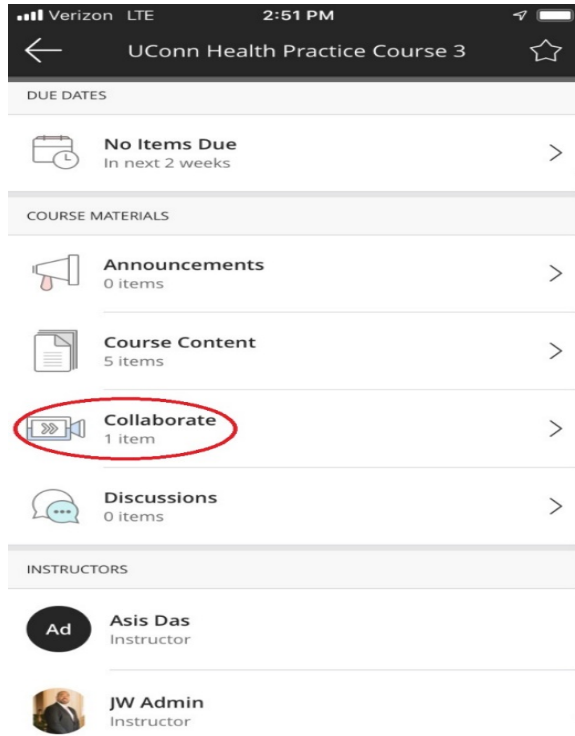 Verizon LTE 2:51 PM
UConn Health Practice Course 3
DUE DATES
No Items Due
In next 2 weeks
COURSE MATERIALS
Announcements
0 items
Course Content
5 items
Collaborate
1 item
Discussions
0 items
INSTRUCTORS
Ad
Asis Das
Instructor
JW Admin
Instructor